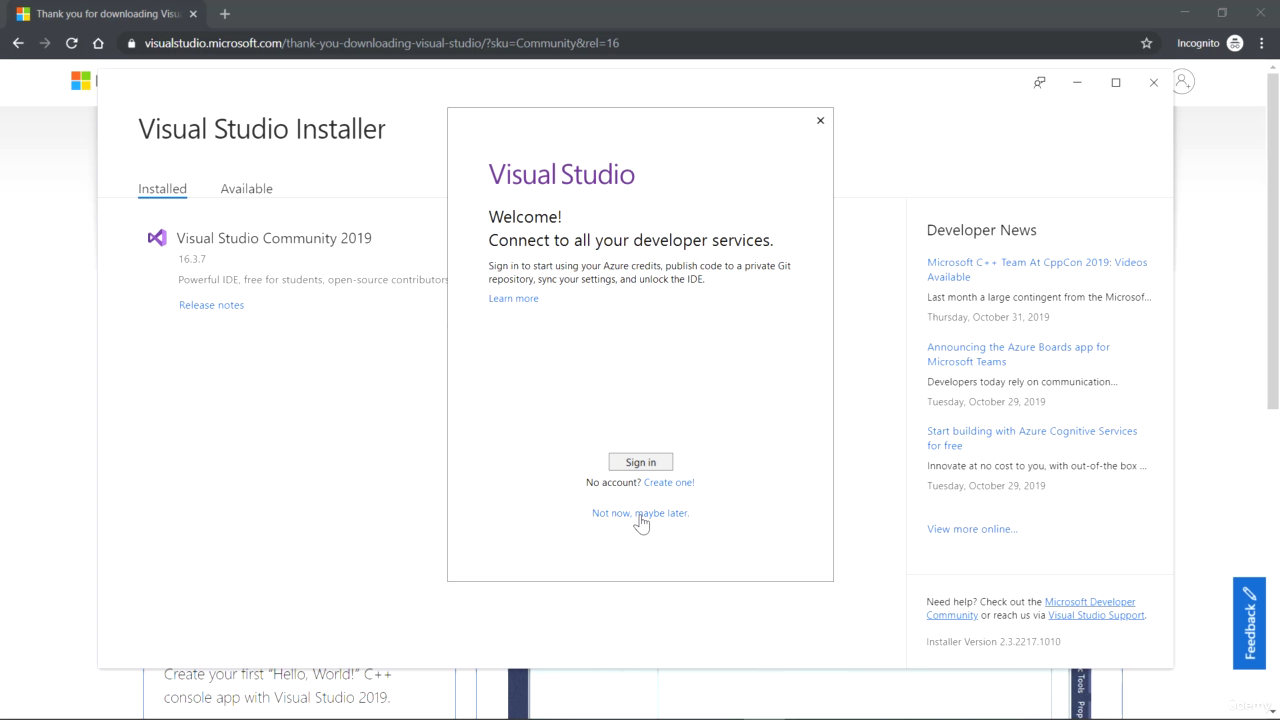 Thank you for downloading Visu
visualstudio.microsoft.com/thank-you-downloading-visual-studio/?sku=Community&rel=16
Incognito
Visual Studio Installer
Installed
Available
Visual Studio Community 2019
16.3.7
Powerful IDE, free for students, open-source contributors
Release notes
Visual Studio
Welcome!
Connect to all your developer services.
Sign in to start using your Azure credits, publish code to a private Git
repository, sync your settings, and unlock the IDE.
Learn more
Sign in
No account? Create one!
Not now, maybe later.
Developer News
Microsoft C++ Team At CppCon 2019: Videos
Available
Last month a large contingent from the Microsof...
Thursday, October 31, 2019
Announcing the Azure Boards app for
Microsoft Teams
Developers today rely on communication...
Tuesday, October 29, 2019
Start building with Azure Cognitive Services
for free
Innovate at no cost to you, with out-of-the box ...
Tuesday, October 29, 2019
View more online...
Need help? Check out the Microsoft Developer
Community or reach us via Visual Studio Support.
Installer Version 2.3.2217.1010
Feedback
Create your first "Hello, World!" C++
console app with Visual Studio 2019.
Tools
Prop